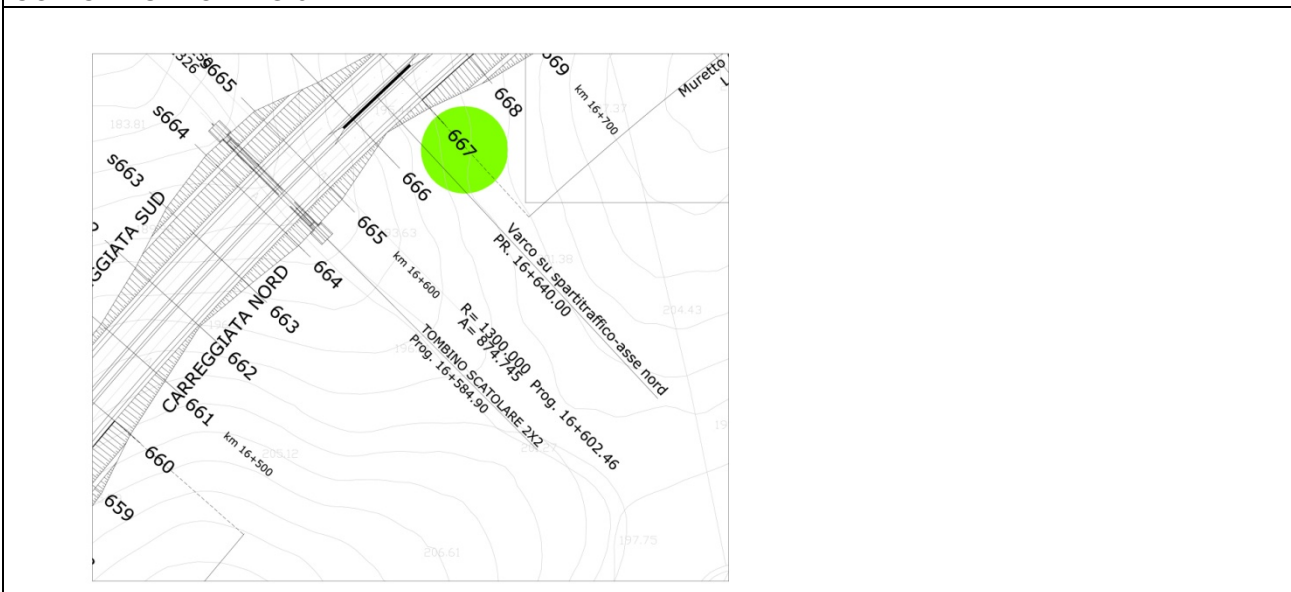 s665
s664
s663
GGIATA SUD
CARREGGIATA NORD
669
668
667
666
665
664
663
662
661
660
659
km 16+700
km 16+600
km 16+500
Muretto
Varco su spartitraffico-asse nord
PR. 16+640.00
R= 1300.000
A= 874.745
Prog. 16+602.46
TOMBINO SCATOLARE 2X2
Prog. 16+584.90
183.81
204.43
206.61
197.75